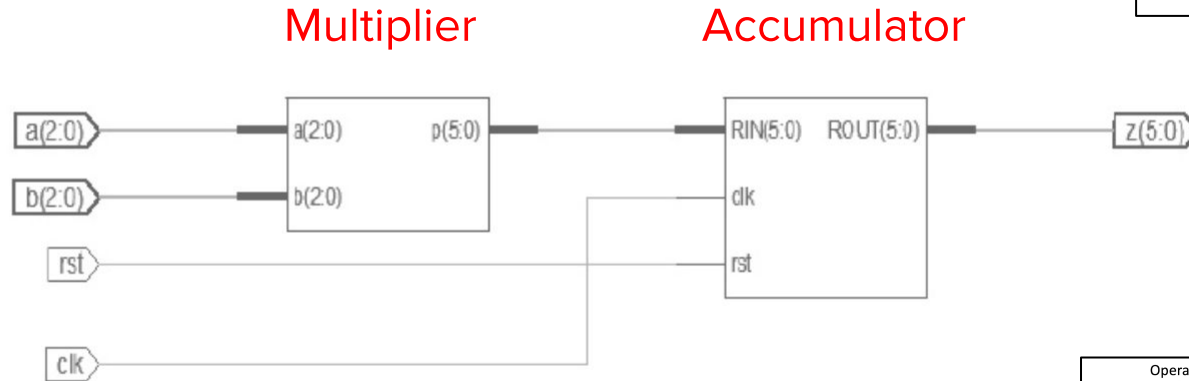 Multiplier Accumulator
a(2:0) a(2:0) p(5:0) RIN(5:0) ROUT(5:0) z(5:0)
b(2:0) b(2:0) clk
rst rst
clk